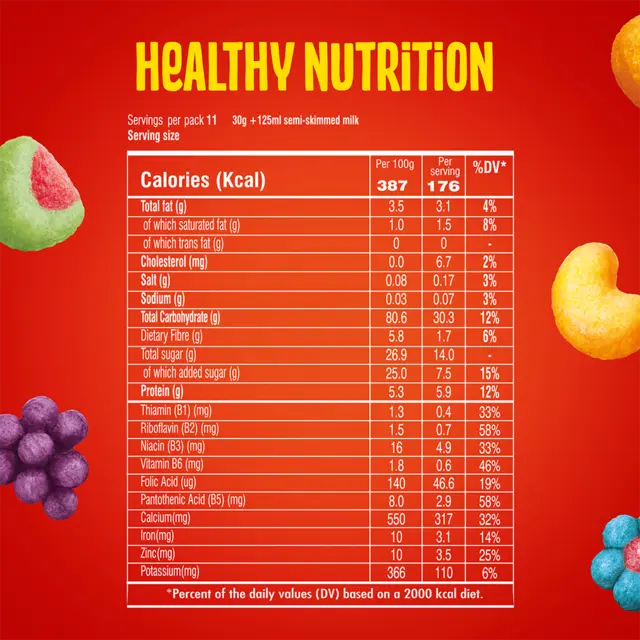 HEALTHY NUTRITION
Servings per pack 11 30g +125ml semi-skimmed milk
Serving size
Calories (Kcal) Per 100g 387 Per serving 176 %DV*
Total fat (g) 3.5 3.1 4%
of which saturated fat (g) 1.0 1.5 8%
of which trans fat (g) 0 0 -
Cholesterol (mg) 0.0 6.7 2%
Salt (g) 0.08 0.17 3%
Sodium (g) 0.03 0.07 3%
Total Carbohydrate (g) 80.6 30.3 12%
Dietary Fibre (g) 5.8 1.7 6%
Total sugar (g) 26.9 14.0 -
of which added sugar (g) 25.0 7.5 15%
Protein (g) 5.3 5.9 12%
Thiamin (B1) (mg) 1.3 0.4 33%
Riboflavin (B2) (mg) 1.5 0.7 58%
Niacin (B3) (mg) 16 4.9 33%
Vitamin B6 (mg) 1.8 0.6 46%
Folic Acid (ug) 140 46.6 19%
Pantothenic Acid (B5) (mg) 8.0 2.9 58%
Calcium(mg) 550 317 32%
Iron(mg) 10 3.1 14%
Zinc(mg) 10 3.5 25%
Potassium(mg) 366 110 6%
*Percent of the daily values (DV) based on a 2000 kcal diet.